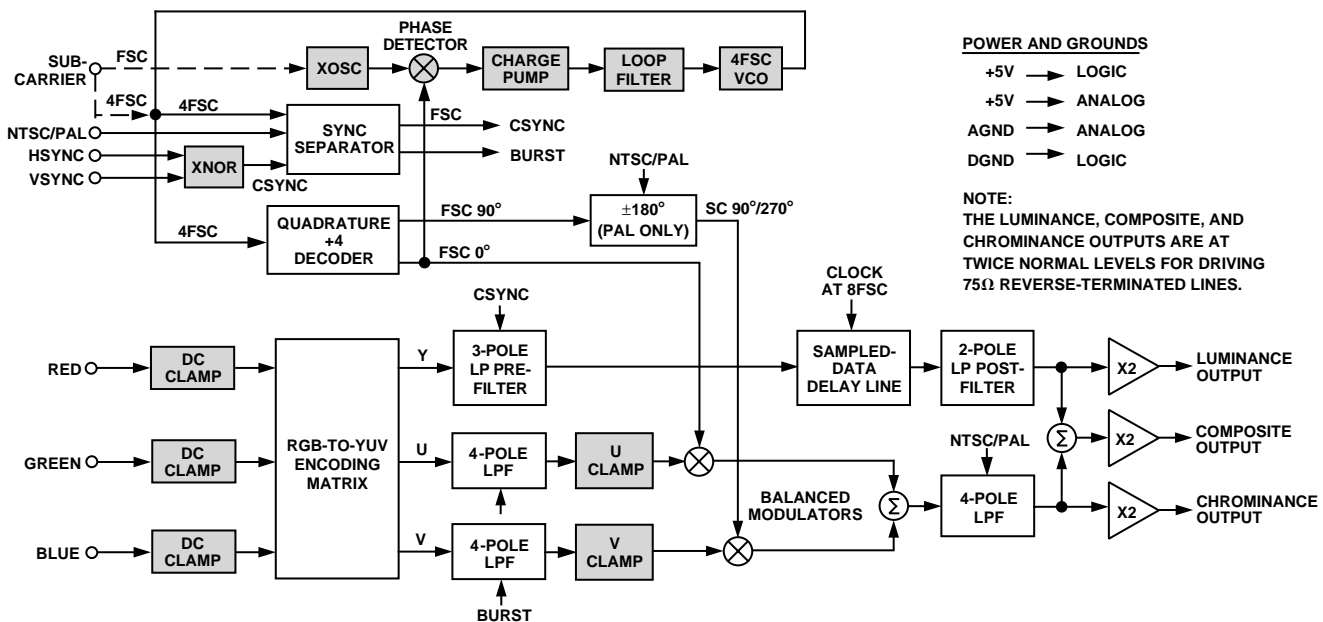 SUB-
CARRIER
FSC
4FSC
NTSC/PAL
HSYNC
VSYNC
XNOR
CSYNC
4FSC
XOSC
PHASE
DETECTOR
CHARGE
PUMP
LOOP
FILTER
4FSC
VCO
SYNC
SEPARATOR
FSC
CSYNC
BURST
4FSC
QUADRATURE
+4
DECODER
FSC 90°
FSC 0°
NTSC/PAL
±180°
(PAL ONLY)
SC 90°/270°
POWER AND GROUNDS
+5V LOGIC
+5V ANALOG
AGND ANALOG
DGND LOGIC
NOTE:
THE LUMINANCE, COMPOSITE, AND
CHROMINANCE OUTPUTS ARE AT
TWICE NORMAL LEVELS FOR DRIVING
75Ω REVERSE-TERMINATED LINES.
RED
DC
CLAMP
GREEN
DC
CLAMP
BLUE
DC
CLAMP
RGB-TO-YUV
ENCODING
MATRIX
Y
U
V
CSYNC
3-POLE
LP PRE-
FILTER
4-POLE
LPF
U
CLAMP
4-POLE
LPF
BURST
V
CLAMP
BALANCED
MODULATORS
CLOCK
AT 8FSC
SAMPLED-
DATA
DELAY LINE
2-POLE
LP POST-
FILTER
Σ
NTSC/PAL
4-POLE
LPF
Σ
X2
LUMINANCE
OUTPUT
X2
COMPOSITE
OUTPUT
X2
CHROMINANCE
OUTPUT